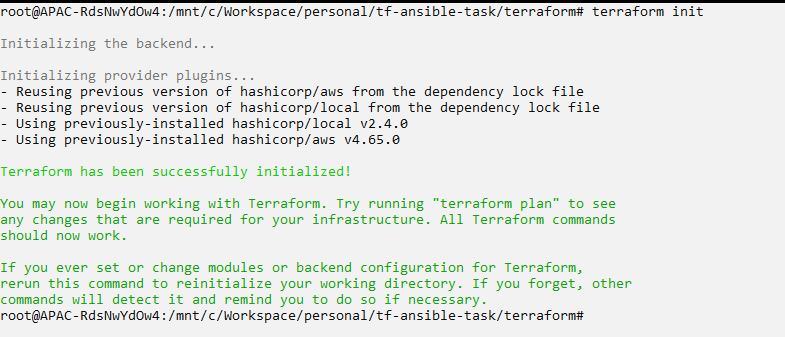 root@APAC-RdsNwYdOw4:/mnt/c/Workspace/personal/tf-ansible-task/terraform# terraform init
Initializing the backend...
Initializing provider plugins...
- Reusing previous version of hashicorp/aws from the dependency lock file
- Reusing previous version of hashicorp/local from the dependency lock file
- Using previously-installed hashicorp/local v2.4.0
- Using previously-installed hashicorp/aws v4.65.0
Terraform has been successfully initialized!
You may now begin working with Terraform. Try running "terraform plan" to see
any changes that are required for your infrastructure. All Terraform commands
should now work.
If you ever set or change modules or backend configuration for Terraform,
rerun this command to reinitialize your working directory. If you forget, other
commands will detect it and remind you to do so if necessary.
root@APAC-RdsNwYdOw4:/mnt/c/Workspace/personal/tf-ansible-task/terraform#